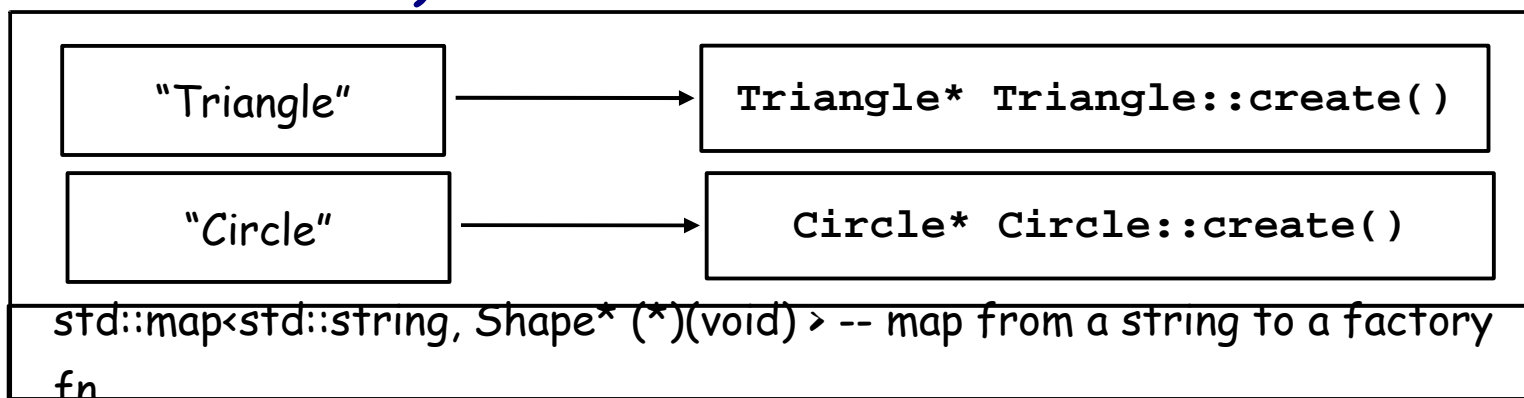 “Triangle”
Triangle* Triangle::create()
“Circle”
Circle* Circle::create()
std::map<std::string, Shape* (*)(void) > -- map from a string to a factory
fn